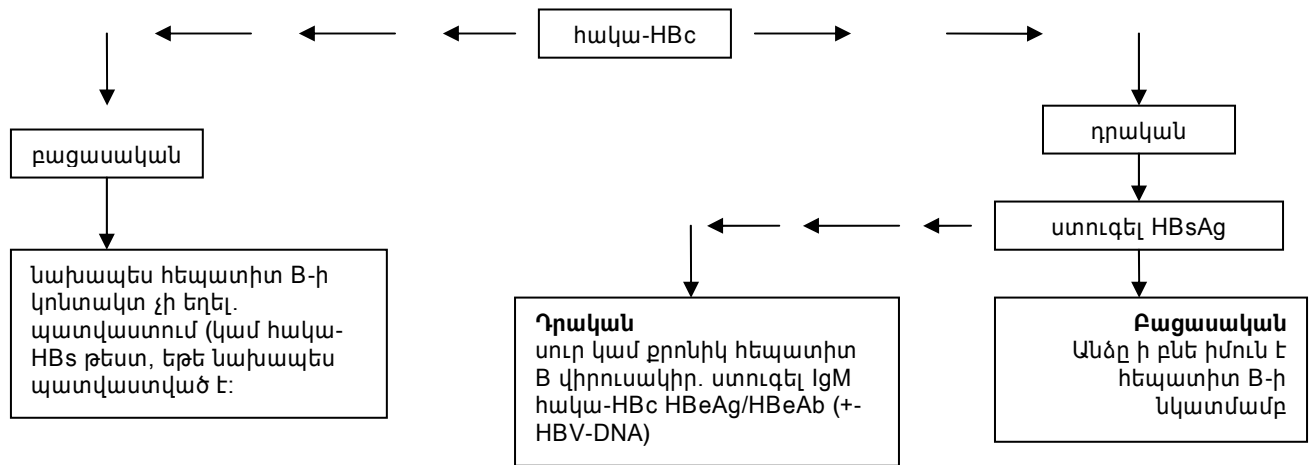 հակա-HBc
բացասական
դրական
ստուգել HBsAg
նախապես հեպատիտ B-ի
կոնտակտ չի եղել.
պատվաստում (կամ հակա-
HBs թեստ, եթե նախապես
պատվաստված է:
Դրական
սուր կամ քրոնիկ հեպատիտ
B վիրուսակիր. ստուգել IgM
հակա-HBc HBeAg/HBeAb (+-
HBV-DNA)
Բացասական
Անձը ի բնե իմուն է
հեպատիտ B-ի
նկատմամբ